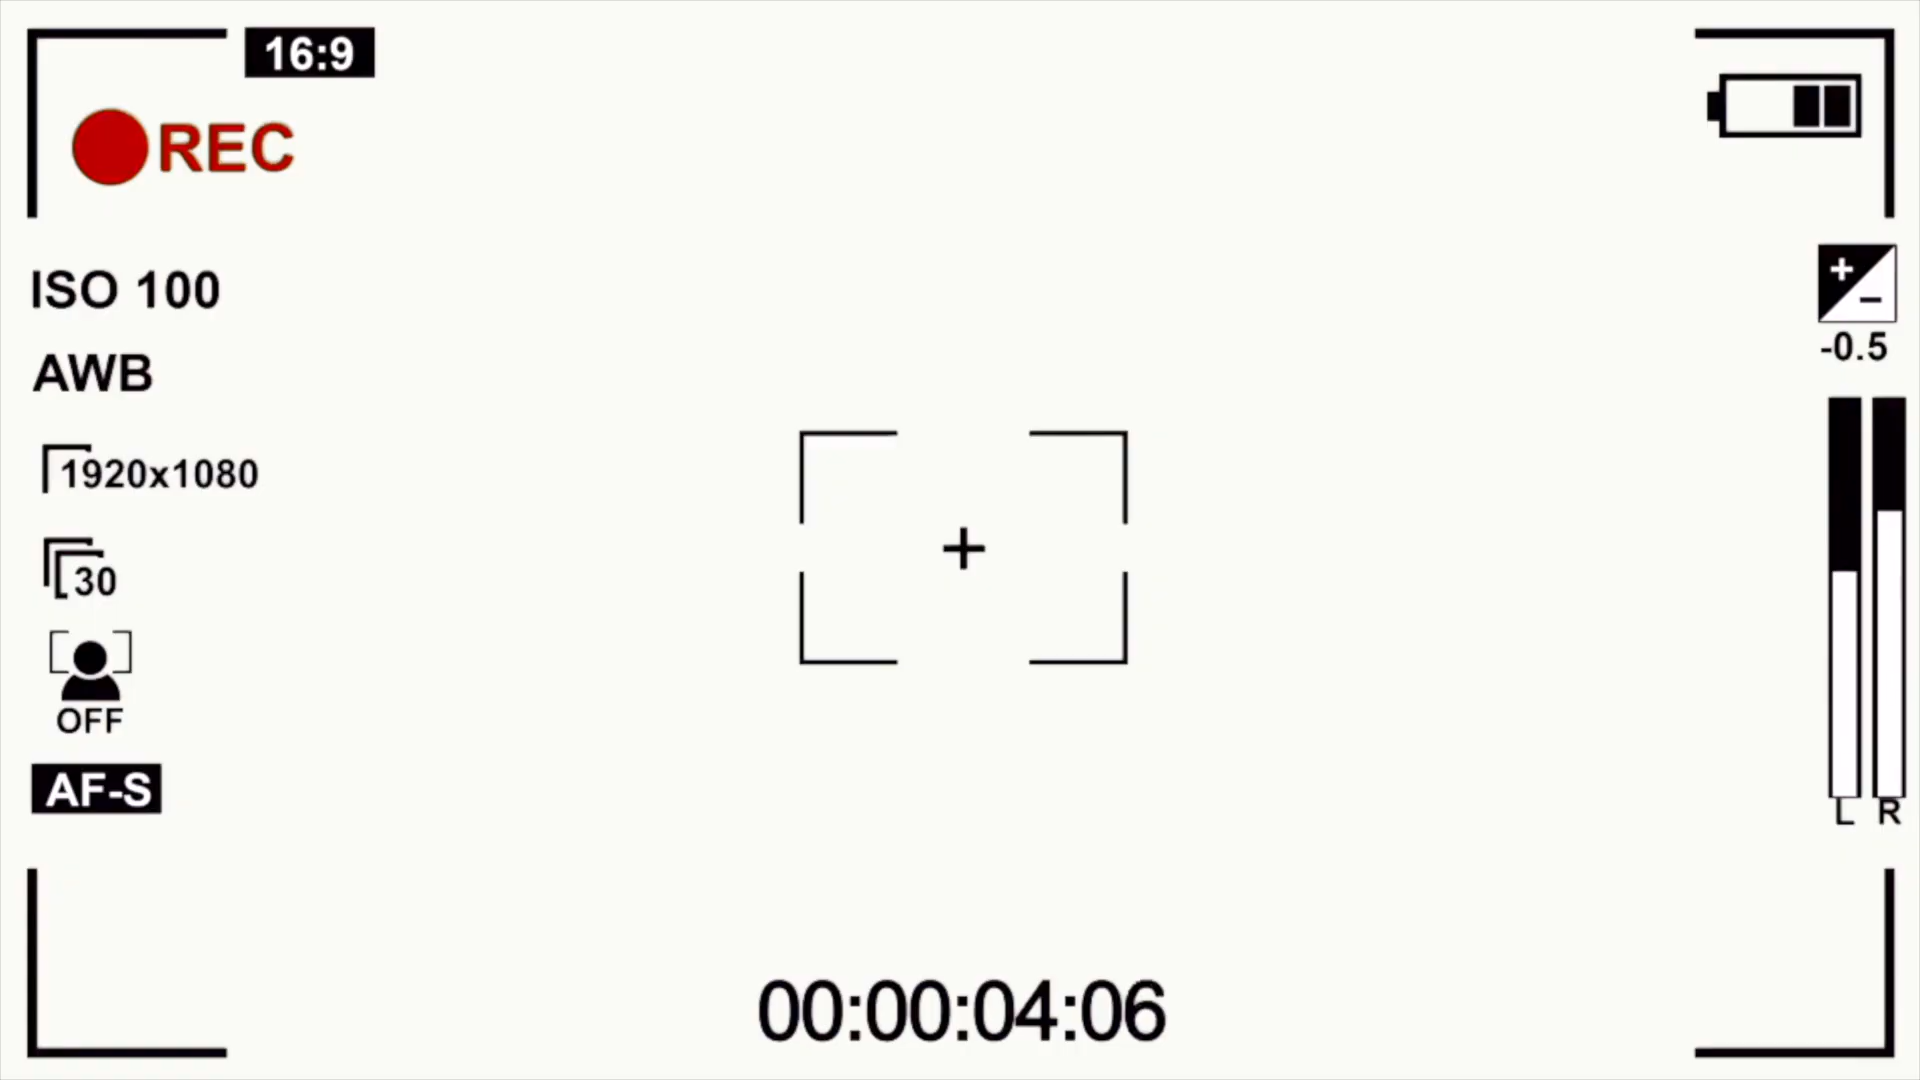 16:9
REC
ISO 100
AWB
-0.5
1920x1080
30
OFF
AF-S
L R
00:00:04:06